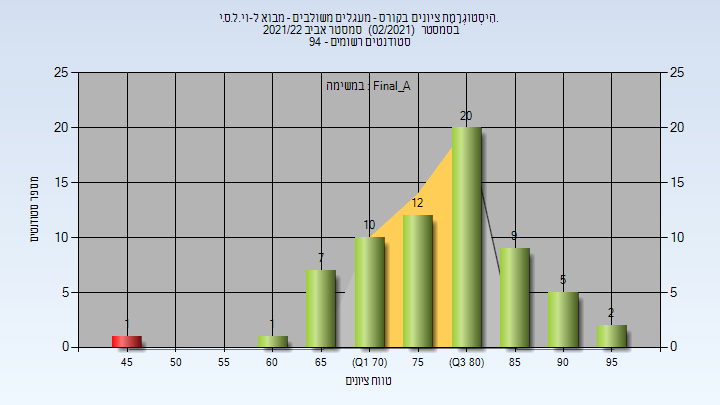 היסטוגרמת ציונים בקורס - מעגלים משולבים - מבוא ל-וי.ל.ס.י.
בסמסטר (02/2021) סמסטר אביב 2021/22
סטודנטים רשומים - 94
במשימה : Final_A
25 25
20 20
15 15
10 10
5 5
0 0
1 1 7 10 12 20 9 5 2
45 50 55 60 65 (Q1 70) 75 (Q3 80) 85 90 95
מספר סטודנטים
טווח ציונים